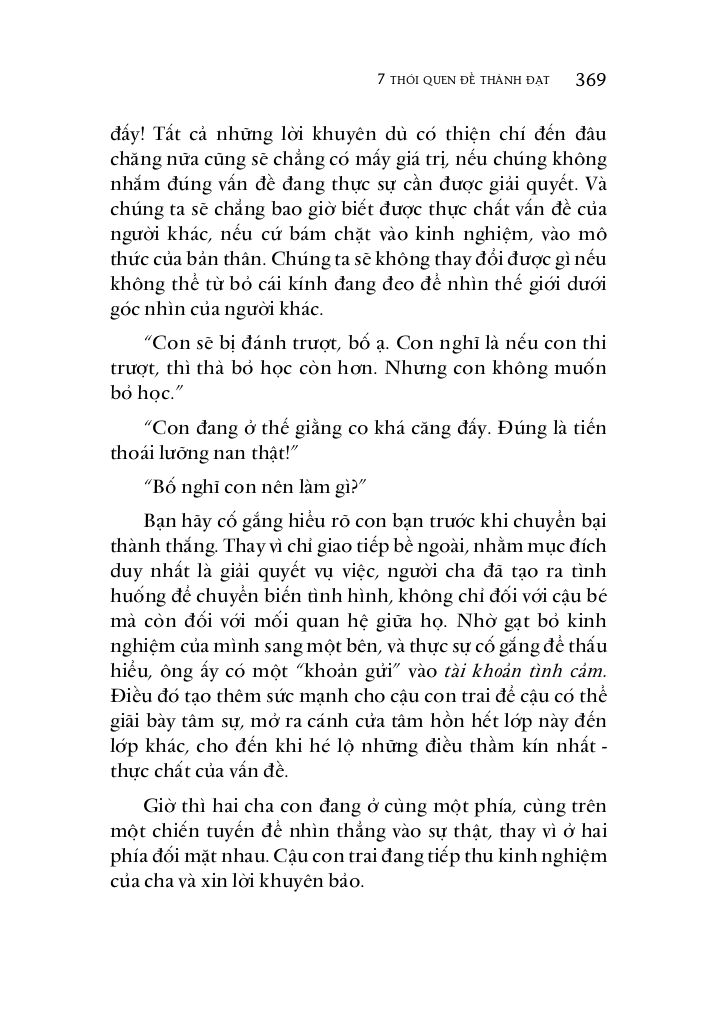 7 THÓI QUEN ĐỂ THÀNH ĐẠT 369
đấy! Tất cả những lời khuyên dù có thiện chí đến đâu
chăng nữa cũng sẽ chẳng có mấy giá trị, nếu chúng không
nhắm đúng vấn đề đang thực sự cần được giải quyết. Và
chúng ta sẽ chẳng bao giờ biết được thực chất vấn đề của
người khác, nếu cứ bám chặt vào kinh nghiệm, vào mô
thức của bản thân. Chúng ta sẽ không thay đổi được gì nếu
không thể từ bỏ cái kính đang đeo để nhìn thế giới dưới
góc nhìn của người khác.
“Con sẽ bị đánh trượt, bố ạ. Con nghĩ là nếu con thi
trượt, thì thà bỏ học còn hơn. Nhưng con không muốn
bỏ học.”
“Con đang ở thế giằng co khá căng đấy. Đúng là tiến
thoái lưỡng nan thật!”
“Bố nghĩ con nên làm gì?”
Bạn hãy cố gắng hiểu rõ con bạn trước khi chuyển bại
thành thắng. Thay vì chỉ giao tiếp bề ngoài, nhằm mục đích
duy nhất là giải quyết vụ việc, người cha đã tạo ra tình
huống để chuyển biến tình hình, không chỉ đối với cậu bé
mà còn đối với mối quan hệ giữa họ. Nhờ gạt bỏ kinh
nghiệm của mình sang một bên, và thực sự cố gắng để thấu
hiểu, ông ấy có một “khoản gửi” vào tài khoản tình cảm.
Điều đó tạo thêm sức mạnh cho cậu con trai để cậu có thể
giãi bày tâm sự, mở ra cánh cửa tâm hồn hết lớp này đến
lớp khác, cho đến khi hé lộ những điều thầm kín nhất -
thực chất của vấn đề.
Giờ thì hai cha con đang ở cùng một phía, cùng trên
một chiến tuyến để nhìn thẳng vào sự thật, thay vì ở hai
phía đối mặt nhau. Cậu con trai đang tiếp thu kinh nghiệm
của cha và xin lời khuyên bảo.